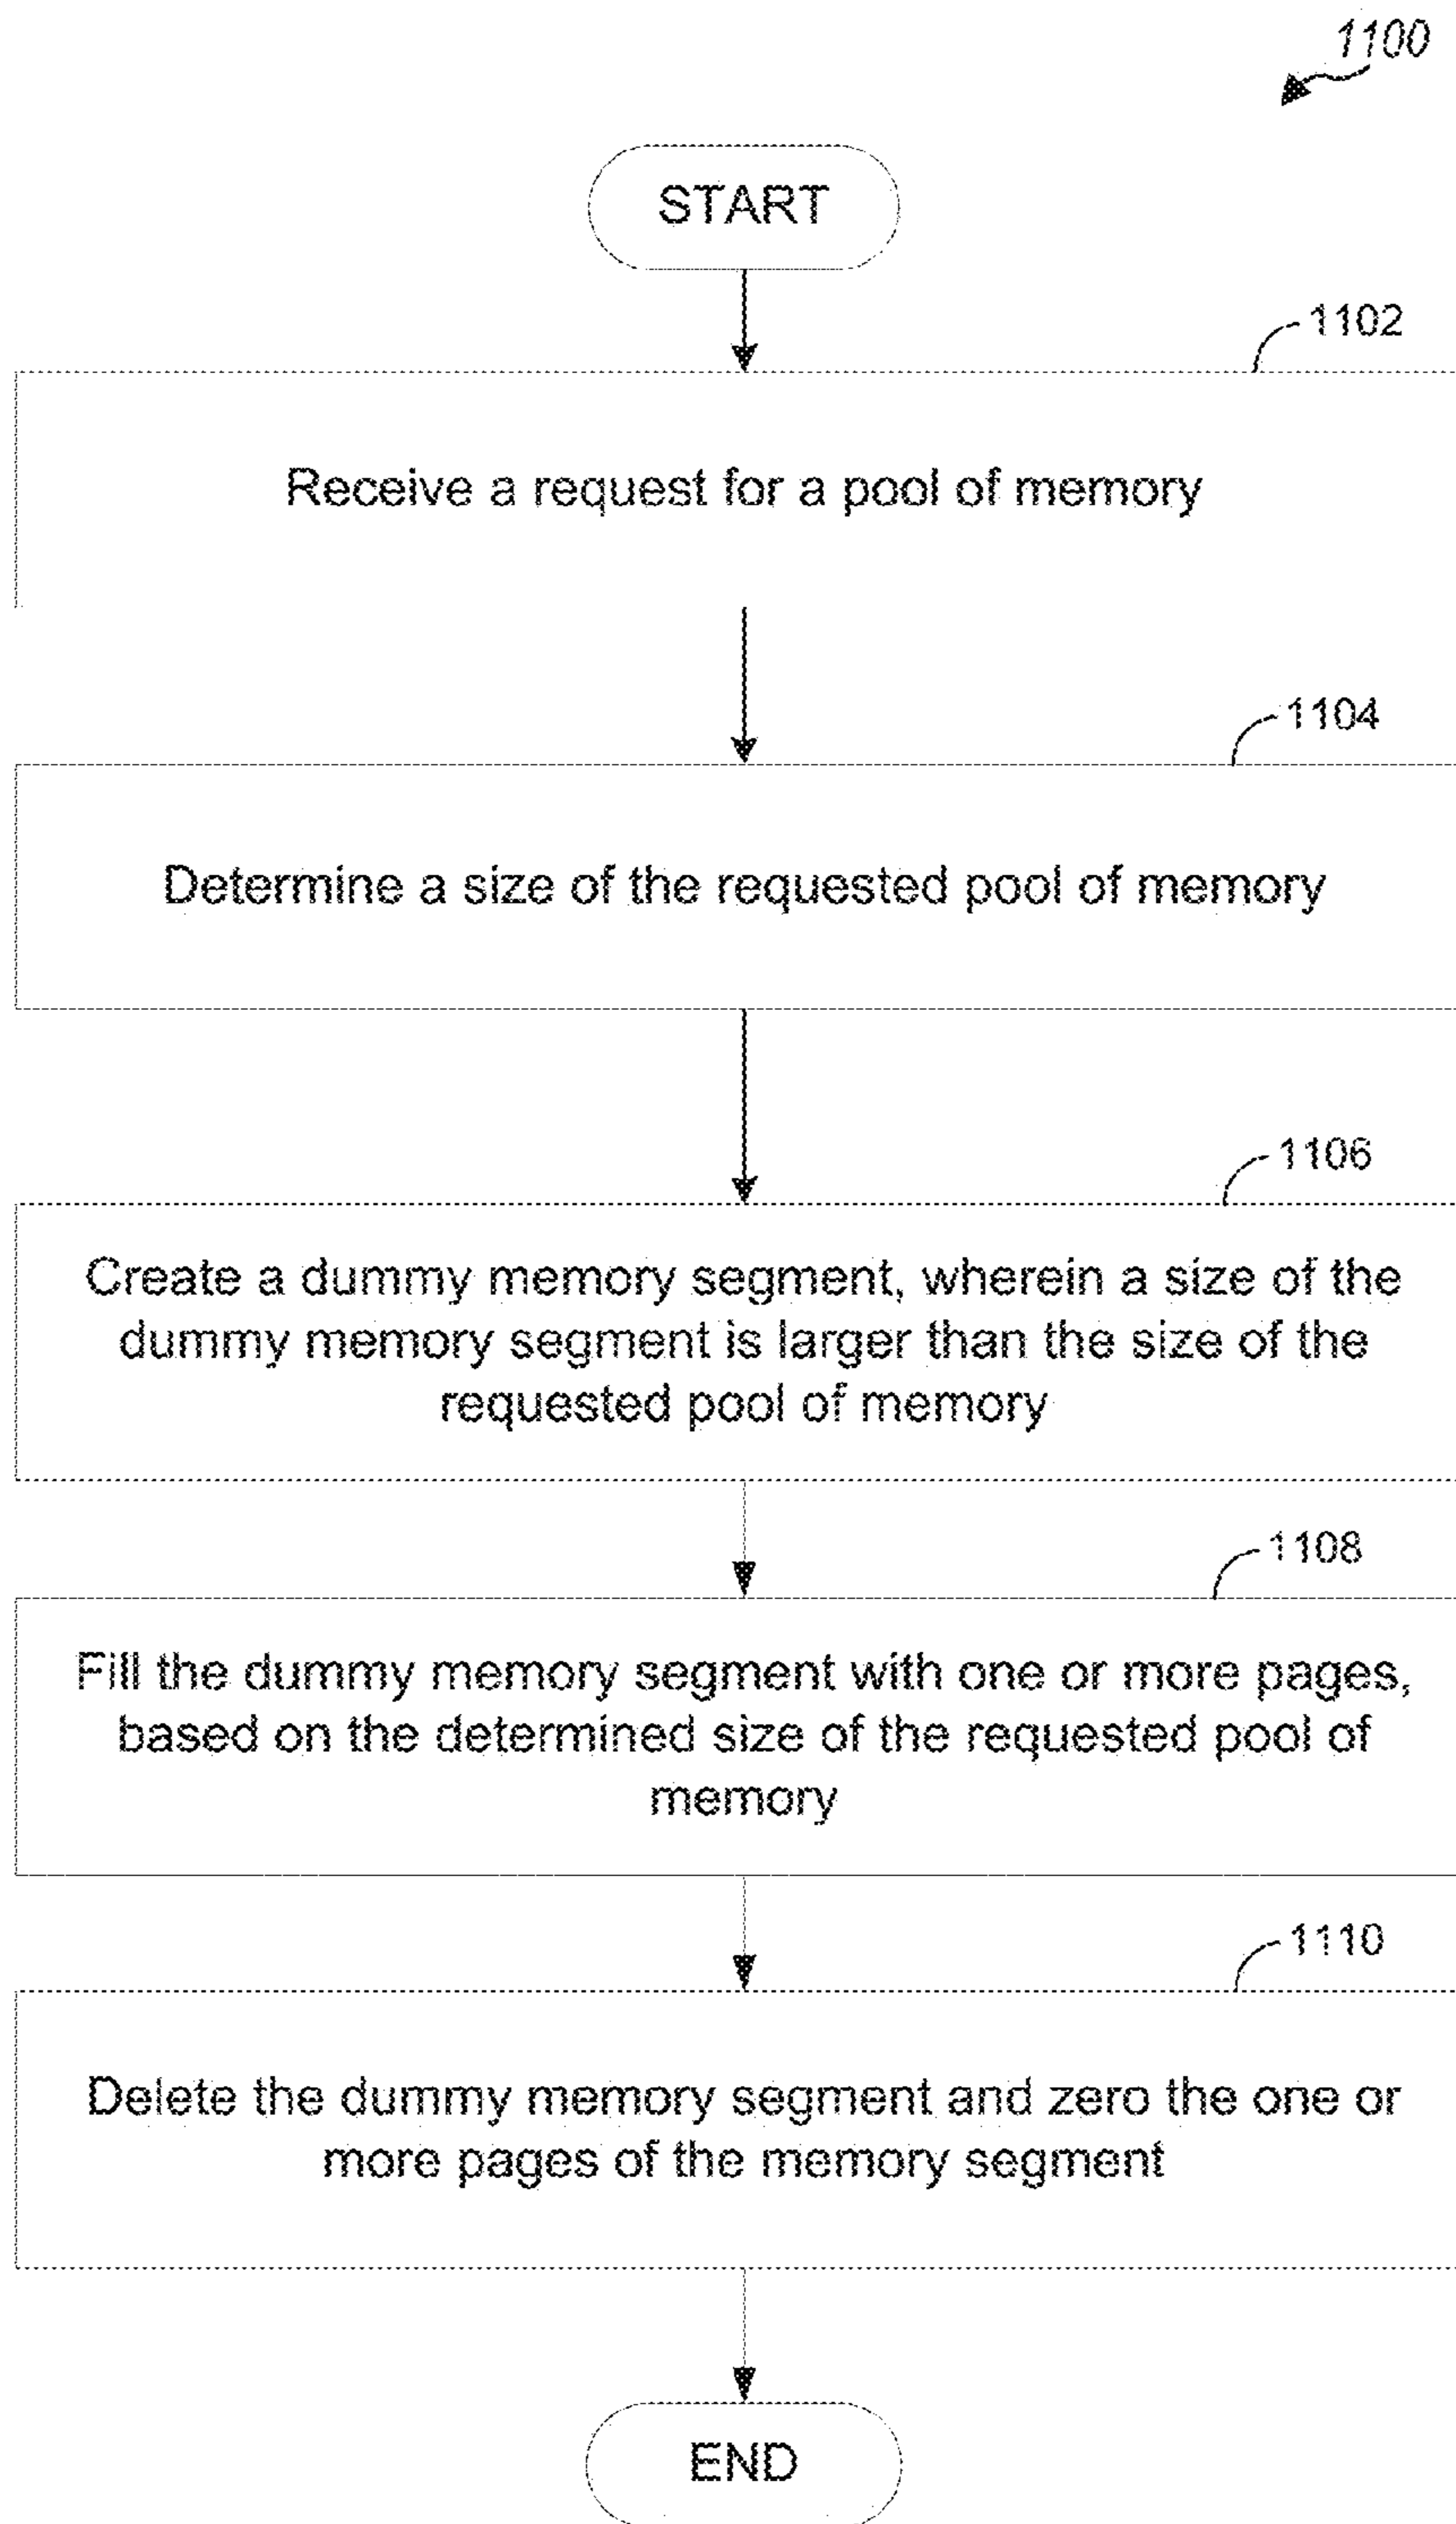 1100
START
1102
Receive a request for a pool of memory
1104
Determine a size of the requested pool of memory
1106
Create a dummy memory segment, wherein a size of the
dummy memory segment is larger than the size of the
requested pool of memory
1108
Fill the dummy memory segment with one or more pages,
based on the determined size of the requested pool of
memory
1110
Delete the dummy memory segment and zero the one or
more pages of the memory segment
END